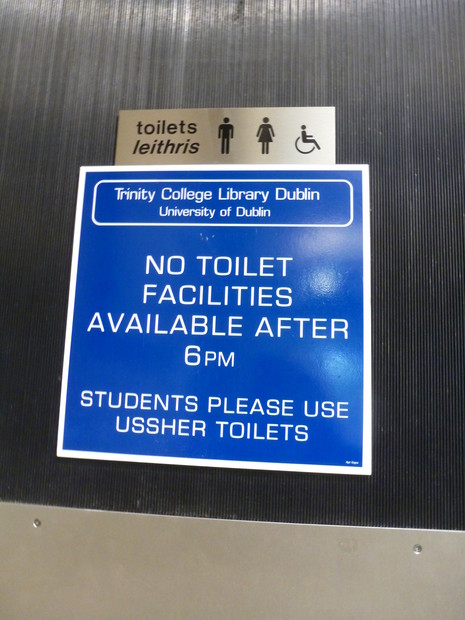 toilets
leithris
Trinity College Library Dublin
University of Dublin
NO TOILET
FACILITIES
AVAILABLE AFTER
6PM
STUDENTS PLEASE USE
USSHER TOILETS